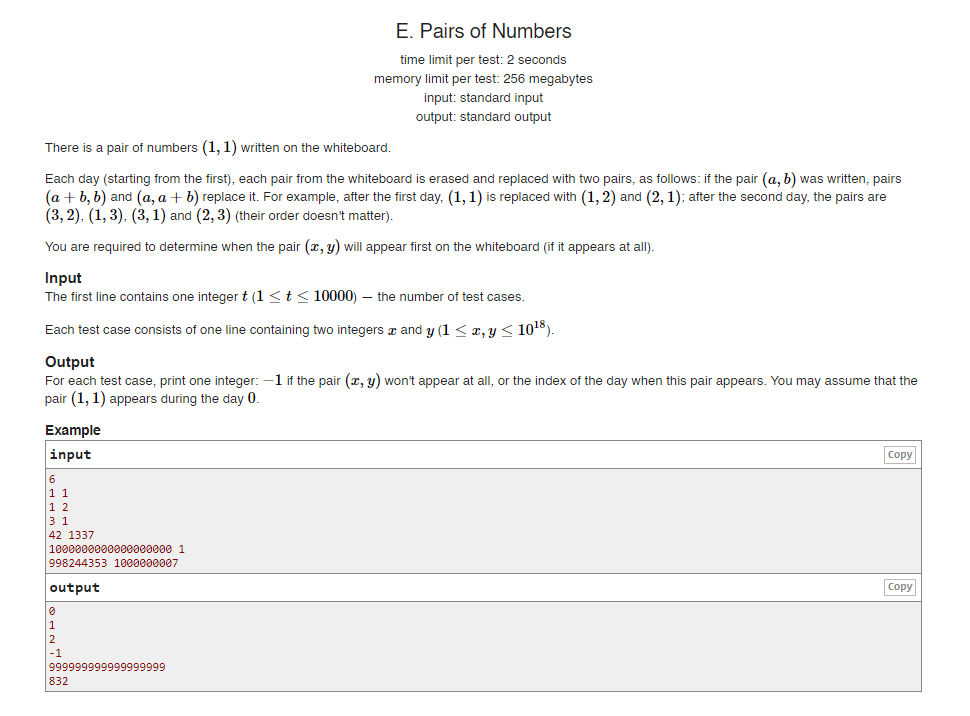 E. Pairs of Numbers
time limit per test: 2 seconds
memory limit per test: 256 megabytes
input: standard input
output: standard output
There is a pair of numbers (1, 1) written on the whiteboard.
Each day (starting from the first), each pair from the whiteboard is erased and replaced with two pairs, as follows: if the pair (a, b) was written, pairs
(a + b, b) and (a, a + b) replace it. For example, after the first day, (1, 1) is replaced with (1, 2) and (2, 1); after the second day, the pairs are
(3, 2), (1, 3), (3, 1) and (2, 3) (their order doesn't matter).
You are required to determine when the pair (x, y) will appear first on the whiteboard (if it appears at all).
Input
The first line contains one integer t (1 ≤ t ≤ 10000) — the number of test cases.
Each test case consists of one line containing two integers x and y (1 ≤ x, y ≤ 10^18).
Output
For each test case, print one integer: −1 if the pair (x, y) won't appear at all, or the index of the day when this pair appears. You may assume that the
pair (1, 1) appears during the day 0.
Example
input Copy
6
1 1
1 2
3 1
42 1337
1000000000000000000 1
998244353 1000000007
output Copy
0
1
2
-1
999999999999999999
832